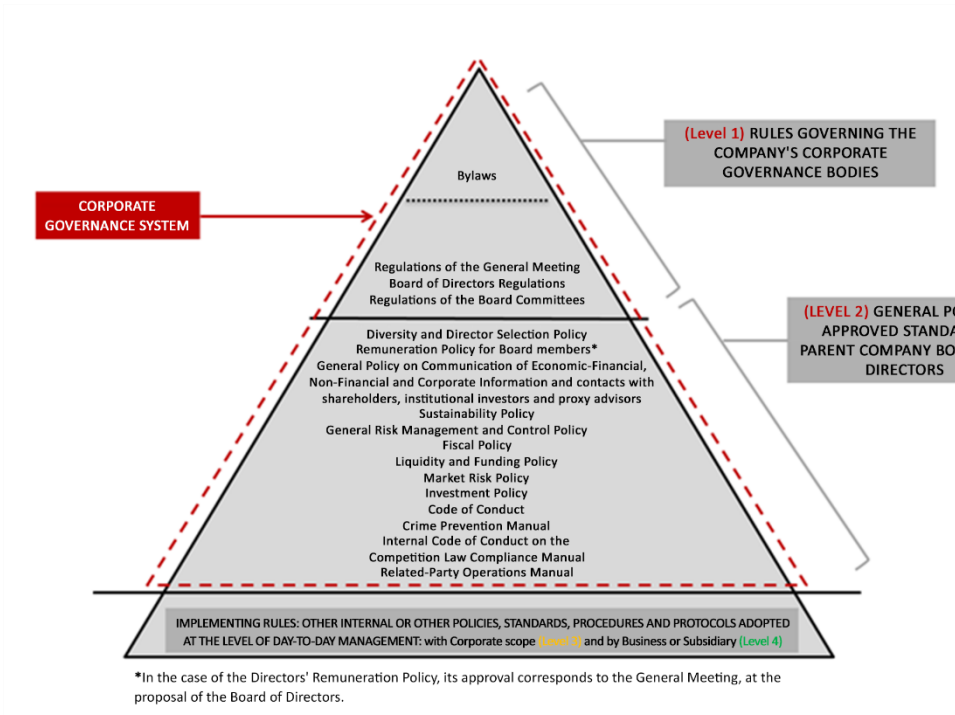 (Level 1) RULES GOVERNING THE
COMPANY'S CORPORATE
GOVERNANCE BODIES
Bylaws
CORPORATE
GOVERNANCE SYSTEM
Regulations of the General Meeting
Board of Directors Regulations
Regulations of the Board Committees
(LEVEL 2) GENERAL
APPROVED
PARENT COMPANY
DIRECTORS
Diversity and Director Selection Policy
Remuneration Policy for Board members*
General Policy on Communication of Economic-Financial,
Non-Financial and Corporate Information and contacts with
shareholders, institutional investors and proxy advisors
Sustainability Policy
General Risk Management and Control Policy
Fiscal Policy
Liquidity and Funding Policy
Market Risk Policy
Investment Policy
Code of Conduct
Crime Prevention Manual
Internal Code of Conduct on the
Competition Law Compliance Manual
Related-Party Operations Manual
IMPLEMENTING RULES: OTHER INTERNAL OR OTHER POLICIES, STANDARDS, PROCEDURES AND PROTOCOLS ADOPTED
AT THE LEVEL OF DAY-TO-DAY MANAGEMENT: with Corporate scope (Level 3) and by Business or Subsidiary (Level 4)
*In the case of the Directors' Remuneration Policy, its approval corresponds to the General Meeting, at the
proposal of the Board of Directors.